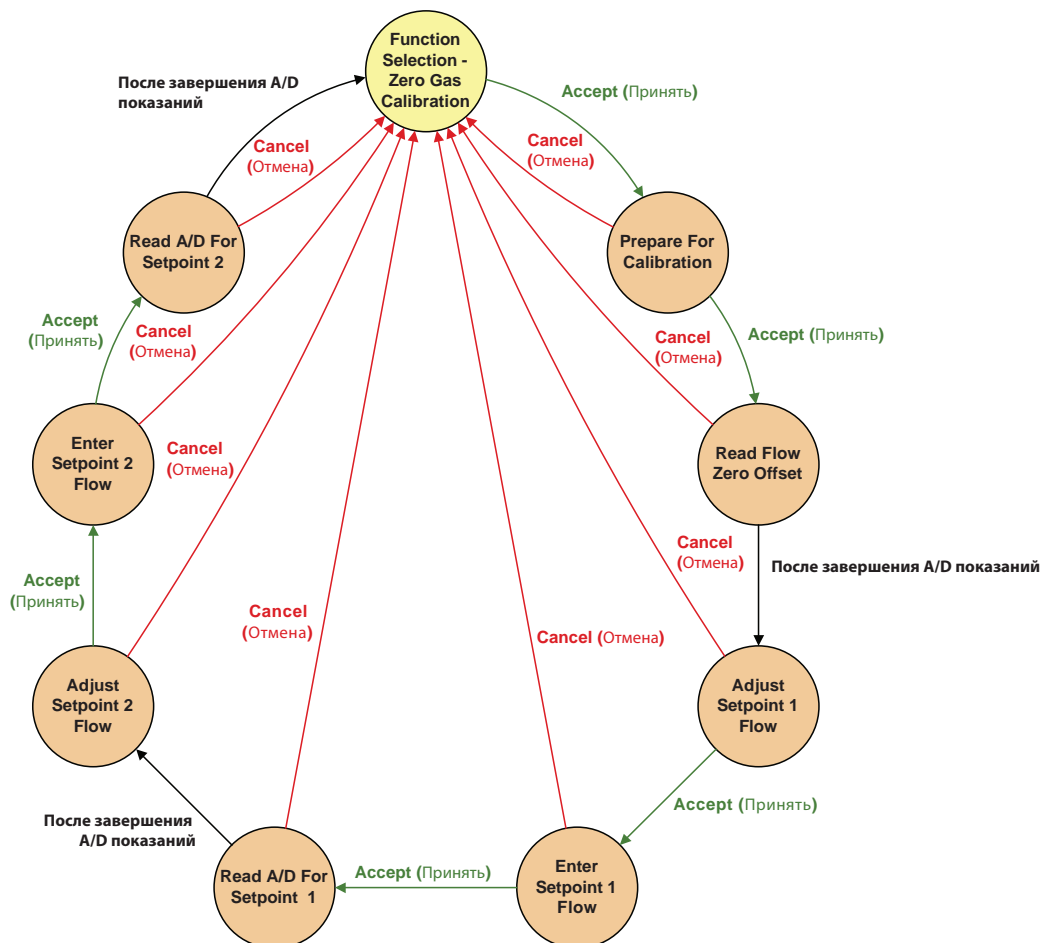 Function
Selection -
Zero Gas
Calibration
После завершения A/D
показаний
Accept (Принять)
Cancel
(Отмена)
Cancel
(Отмена)
Read A/D For
Setpoint 2
Prepare For
Calibration
Accept
(Принять)
Cancel
(Отмена)
Cancel
(Отмена)
Accept (Принять)
Enter
Setpoint 2
Flow
Cancel
(Отмена)
Read Flow
Zero Offset
Cancel
(Отмена)
После завершения A/D показаний
Accept
(Принять)
Cancel
(Отмена)
Cancel (Отмена)
Adjust
Setpoint 2
Flow
Adjust
Setpoint 1
Flow
После завершения
A/D показаний
Accept (Принять)
Read A/D For
Setpoint 1
Accept (Принять)
Enter
Setpoint 1
Flow